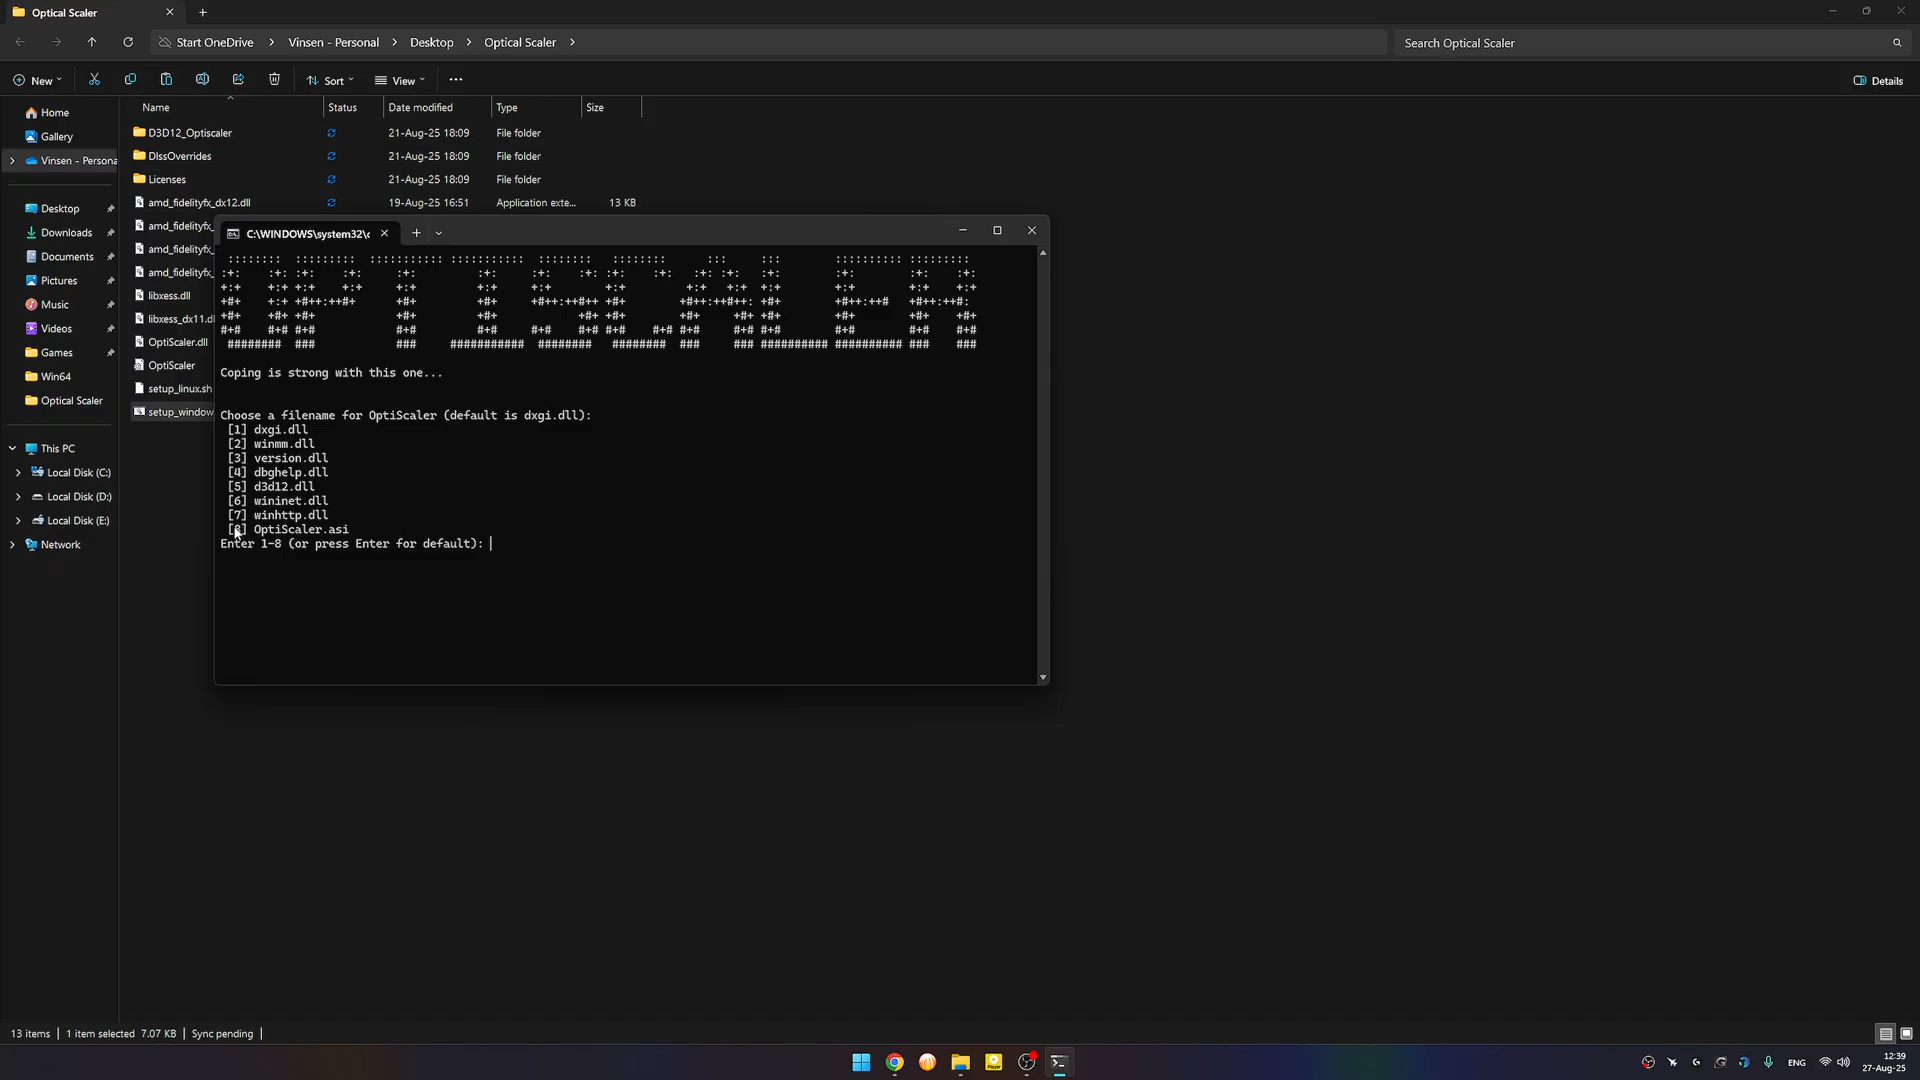 Optical Scaler
Start OneDrive > Vinsen - Personal > Desktop > Optical Scaler >
Search Optical Scaler
New
Sort
View
Details
Name Status Date modified Type Size
Home
Gallery
Vinsen - Persona
Desktop
Downloads
Documents
Pictures
Music
Videos
Games
Win64
Optical Scaler
This PC
Local Disk (C:)
Local Disk (D:)
Local Disk (E:)
Network
D3D12_Optiscaler 21-Aug-25 18:09 File folder
DlssOverrides 21-Aug-25 18:09 File folder
Licenses 21-Aug-25 18:09 File folder
amd_fidelityfx_dx12.dll 19-Aug-25 16:51 Application exte... 13 KB
amd_fidelityfx_
amd_fidelityfx_
amd_fidelityfx_
libxess.dll
libxess_dx11.dl
OptiScaler.dll
OptiScaler
setup_linux.sh
setup_window
C:\WINDOWS\system32\c
OPTISCALER
Coping is strong with this one...
Choose a filename for OptiScaler (default is dxgi.dll):
[1] dxgi.dll
[2] winmm.dll
[3] version.dll
[4] dbghelp.dll
[5] d3d12.dll
[6] wininet.dll
[7] winhttp.dll
[8] OptiScaler.asi
Enter 1-8 (or press Enter for default):
13 items 1 item selected 7.07 KB Sync pending
ENG
12:39
27-Aug-25